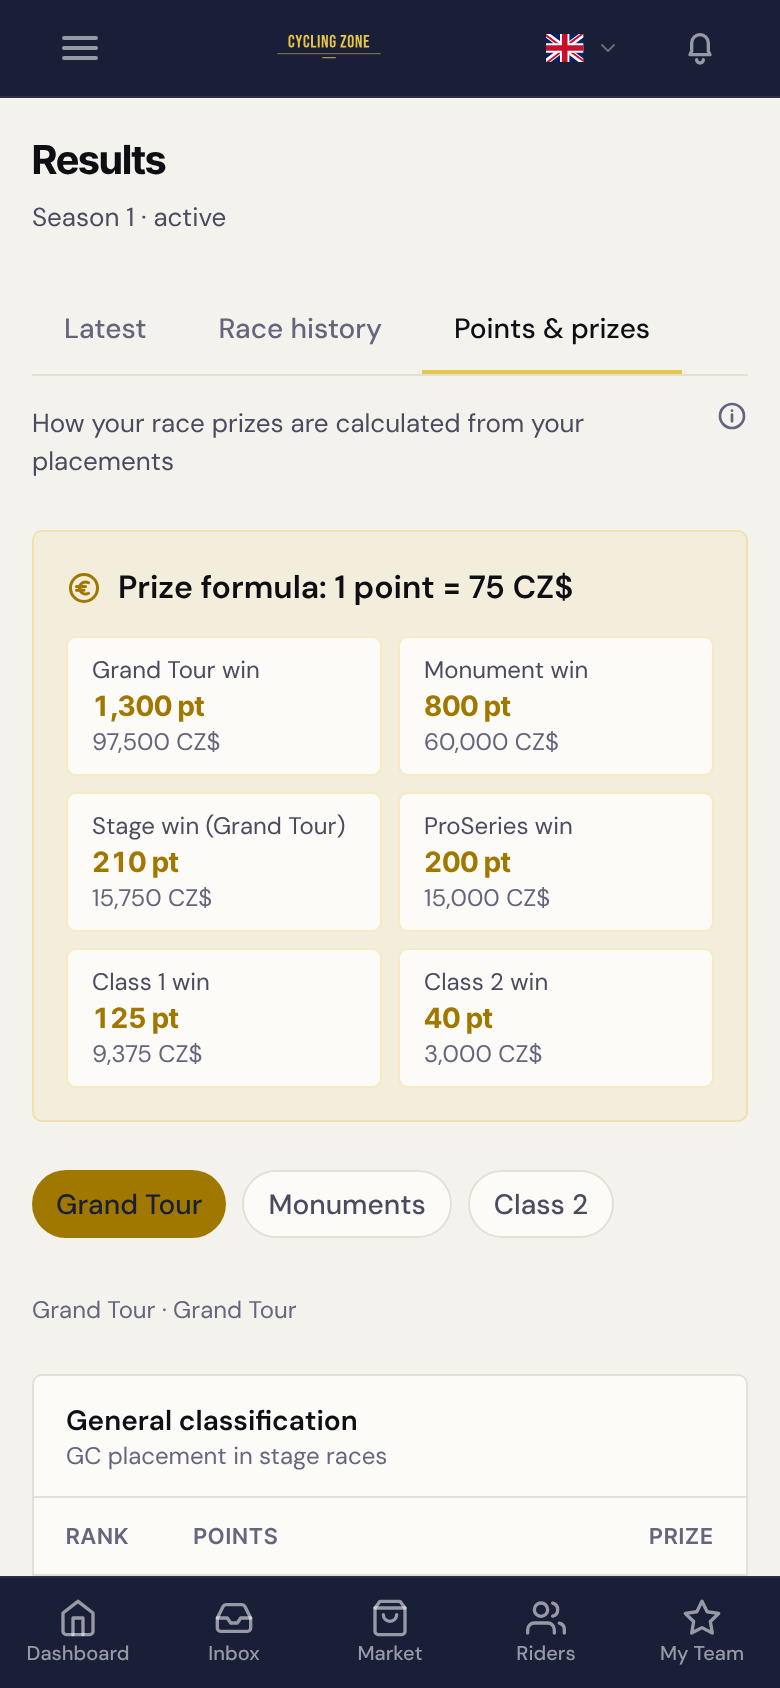 CYCLING ZONE
Results
Season 1 · active
Latest
Race history
Points & prizes
How your race prizes are calculated from your
placements
Prize formula: 1 point = 75 CZ$
Grand Tour win
1,300 pt
97,500 CZ$
Monument win
800 pt
60,000 CZ$
Stage win (Grand Tour)
210 pt
15,750 CZ$
ProSeries win
200 pt
15,000 CZ$
Class 1 win
125 pt
9,375 CZ$
Class 2 win
40 pt
3,000 CZ$
Grand Tour
Monuments
Class 2
Grand Tour · Grand Tour
General classification
GC placement in stage races
RANK
POINTS
PRIZE
Dashboard
Inbox
Market
Riders
My Team